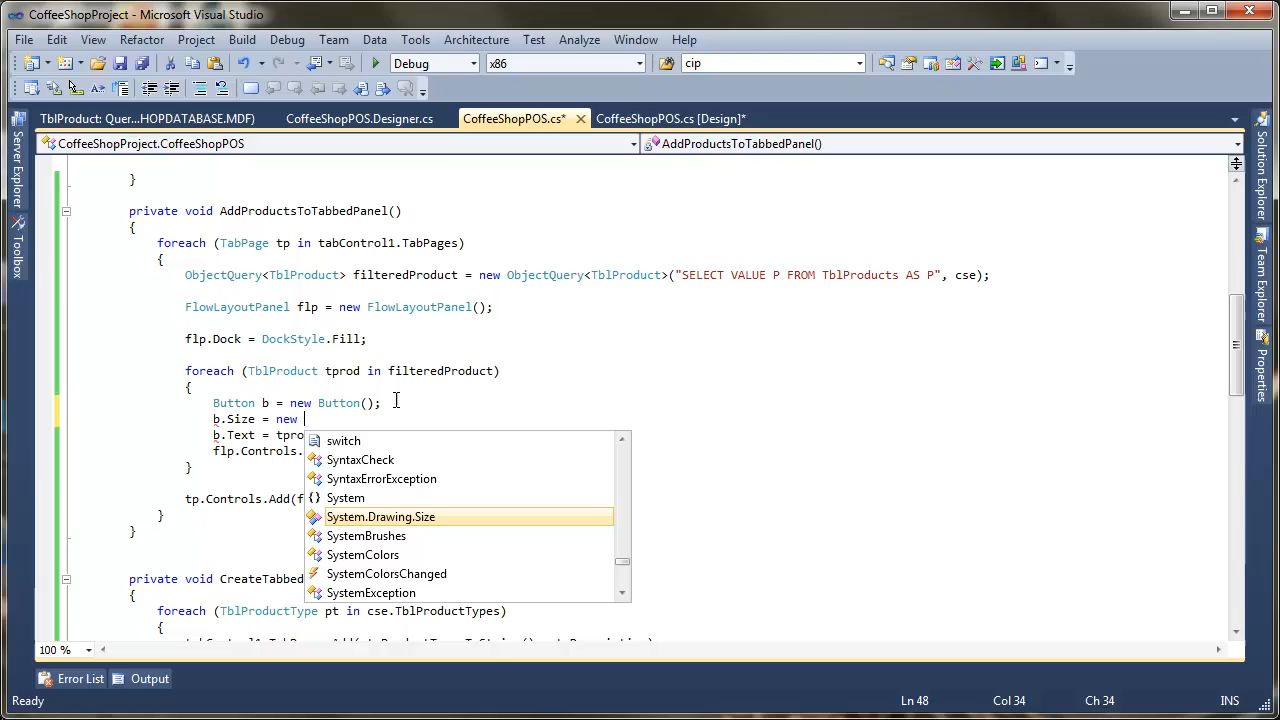 CoffeeShopProject - Microsoft Visual Studio
File Edit View Refactor Project Build Debug Team Data Tools Architecture Test Analyze Window Help
Debug x86 cip
TblProduct: Quer...HOPDATABASE.MDF) CoffeeShopPOS.Designer.cs CoffeeShopPOS.cs* CoffeeShopPOS.cs [Design]*
CoffeeShopProject.CoffeeShopPOS AddProductsToTabbedPanel()
Server Explorer
Toolbox
Solution Explorer
Team Explorer
Properties
}
private void AddProductsToTabbedPanel()
{
foreach (TabPage tp in tabControl1.TabPages)
{
ObjectQuery<TblProduct> filteredProduct = new ObjectQuery<TblProduct>("SELECT VALUE P FROM TblProducts AS P", cse);
FlowLayoutPanel flp = new FlowLayoutPanel();
flp.Dock = DockStyle.Fill;
foreach (TblProduct tprod in filteredProduct)
{
Button b = new Button();
b.Size = new
b.Text = tpro
flp.Controls.
}
tp.Controls.Add(f
}
}
switch
SyntaxCheck
SyntaxErrorException
{} System
System.Drawing.Size
SystemBrushes
SystemColors
SystemColorsChanged
SystemException
private void CreateTabbed
{
foreach (TblProductType pt in cse.TblProductTypes)
{
100 %
Error List Output
Ready Ln 48 Col 34 Ch 34 INS